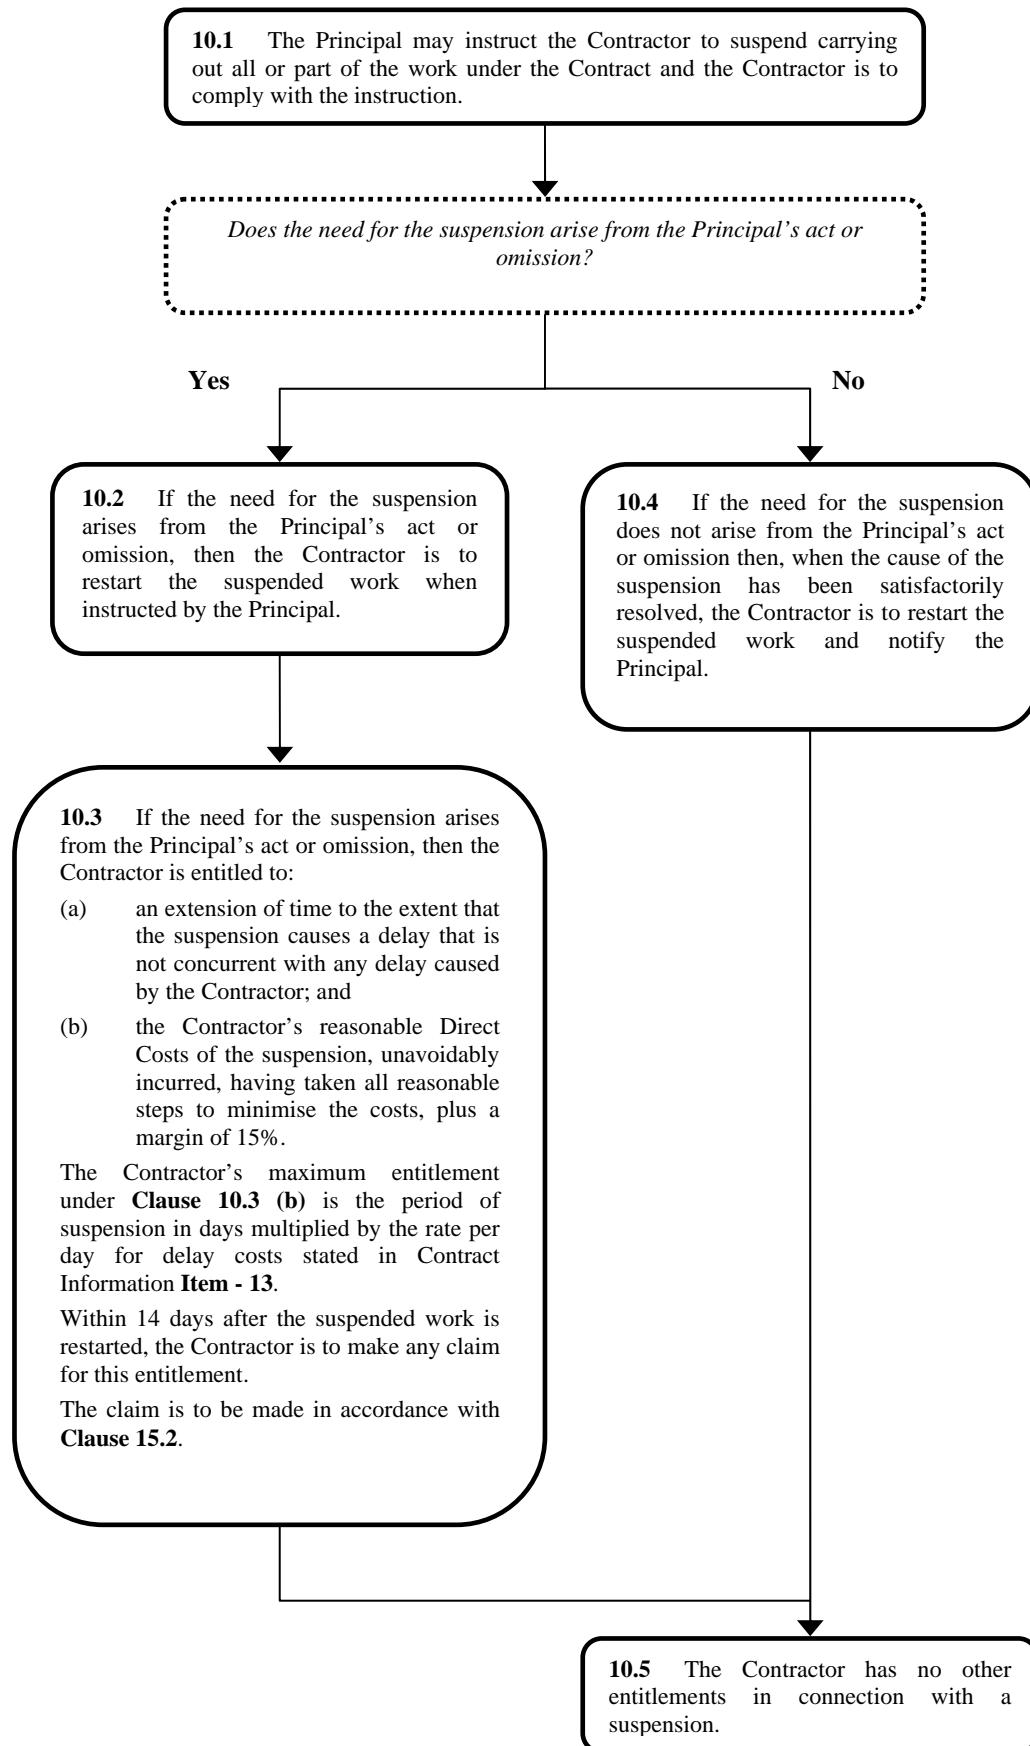 10.1 The Principal may instruct the Contractor to suspend carrying
out all or part of the work under the Contract and the Contractor is to
comply with the instruction.
Does the need for the suspension arise from the Principal's act or
omission?
Yes
No
10.2 If the need for the suspension
arises from the Principal's act or
omission, then the Contractor is to
restart the suspended work when
instructed by the Principal.
10.4 If the need for the suspension
does not arise from the Principal's act
or omission then, when the cause of the
suspension has been satisfactorily
resolved, the Contractor is to restart the
suspended work and notify the
Principal.
10.3 If the need for the suspension arises
from the Principal's act or omission, then the
Contractor is entitled to:
(a) an extension of time to the extent that
the suspension causes a delay that is
not concurrent with any delay caused
by the Contractor; and
(b) the Contractor's reasonable Direct
Costs of the suspension, unavoidably
incurred, having taken all reasonable
steps to minimise the costs, plus a
margin of 15%.
The Contractor's maximum entitlement
under Clause 10.3 (b) is the period of
suspension in days multiplied by the rate per
day for delay costs stated in Contract
Information Item - 13.
Within 14 days after the suspended work is
restarted, the Contractor is to make any claim
for this entitlement.
The claim is to be made in accordance with
Clause 15.2.
10.5 The Contractor has no other
entitlements in connection with a
suspension.